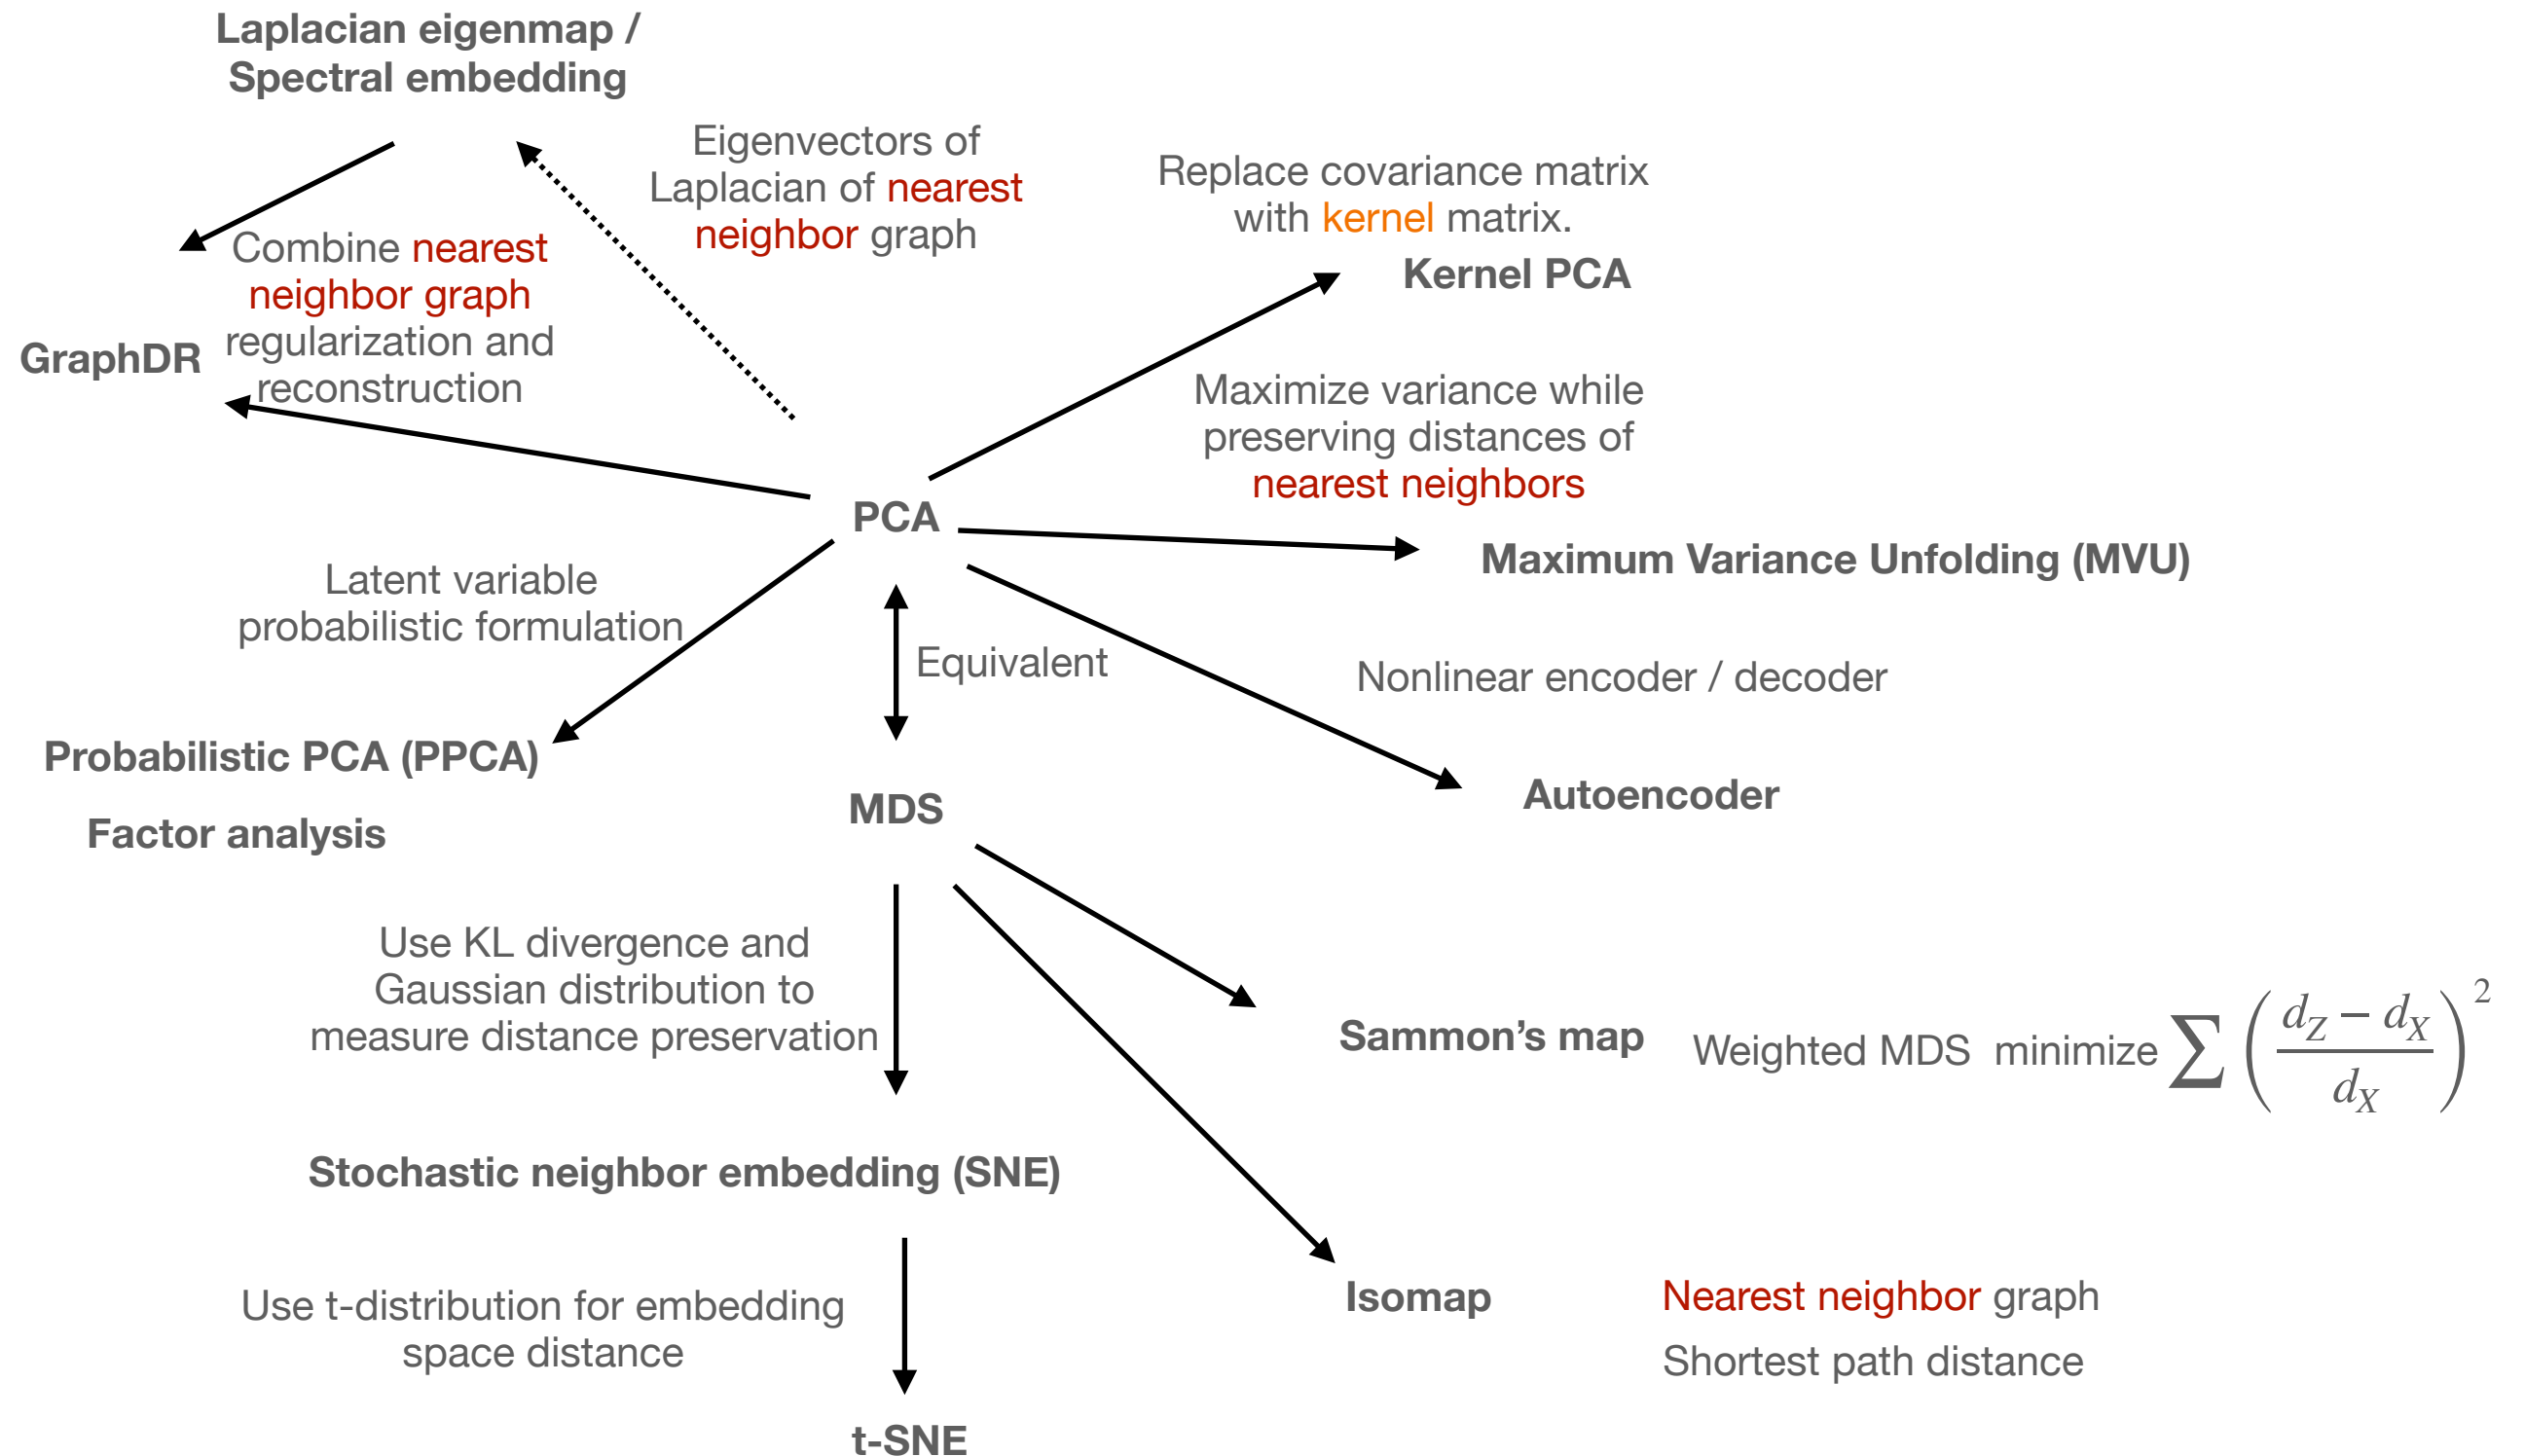 Laplacian eigenmap /
Spectral embedding
Eigenvectors of
Laplacian of nearest
neighbor graph
Replace covariance matrix
with kernel matrix.
Kernel PCA
Combine nearest
neighbor graph
regularization and
reconstruction
GraphDR
Maximize variance while
preserving distances of
nearest neighbors
PCA
Maximum Variance Unfolding (MVU)
Latent variable
probabilistic formulation
Equivalent
Nonlinear encoder / decoder
Probabilistic PCA (PPCA)
Factor analysis
MDS
Autoencoder
Use KL divergence and
Gaussian distribution to
measure distance preservation
Sammon’s map
Weighted MDS minimize ∑ ((d_Z − d_X) / d_X)^2
Stochastic neighbor embedding (SNE)
Use t-distribution for embedding
space distance
Isomap
Nearest neighbor graph
Shortest path distance
t-SNE